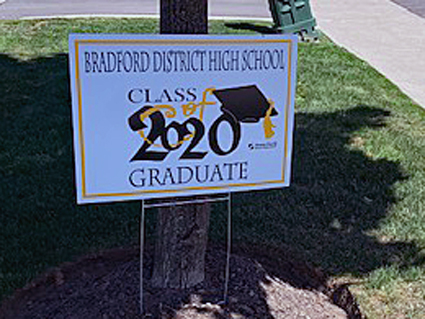 BRADFORD DISTRICT HIGH SCHOOL
CLASS of
2020
GRADUATE